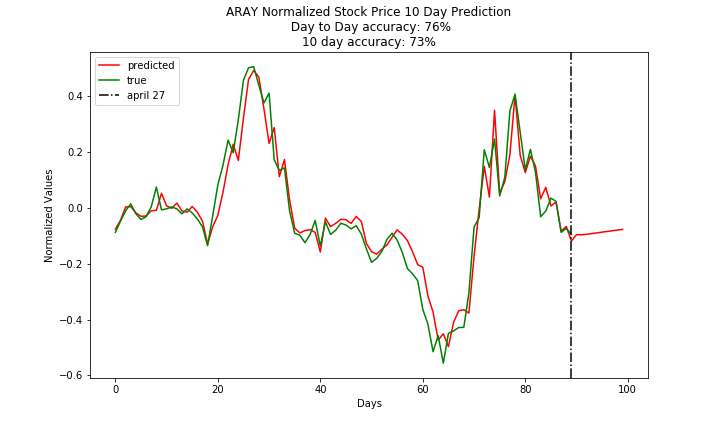 ARAY Normalized Stock Price 10 Day Prediction
Day to Day accuracy: 76%
10 day accuracy: 73%
predicted
true
april 27
Normalized Values
0.4
0.2
0.0
−0.2
−0.4
−0.6
0 20 40 60 80 100
Days